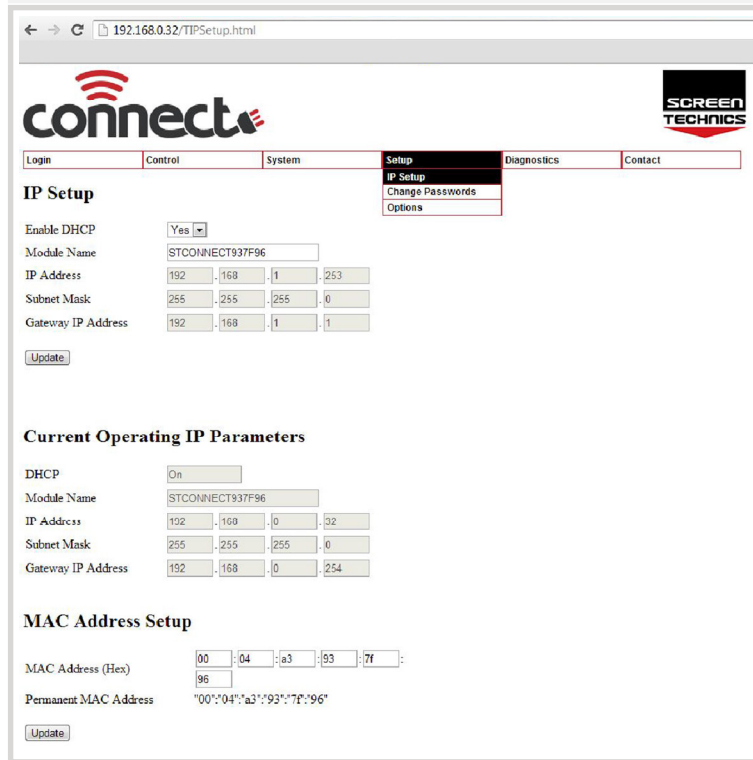 192.168.0.32/TIPSetup.html
connect
SCREEN
TECHNICS
Login Control System Setup Diagnostics Contact
IP Setup
Change Passwords
Options
IP Setup
Enable DHCP Yes
Module Name STCONNECT937F96
IP Address 192 . 168 . 1 . 253
Subnet Mask 255 . 255 . 255 . 0
Gateway IP Address 192 . 168 . 1 . 1
Update
Current Operating IP Parameters
DHCP On
Module Name STCONNECT937F96
IP Address 192 . 168 . 0 . 32
Subnet Mask 255 . 255 . 255 . 0
Gateway IP Address 192 . 168 . 0 . 254
MAC Address Setup
MAC Address (Hex) 00 : 04 : a3 : 93 : 7f :
96
Permanent MAC Address "00":"04":"a3":"93":"7f":"96"
Update